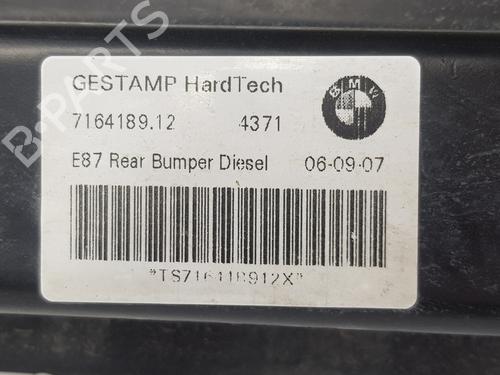 B-PARTS
GESTAMP HardTech
BMW
7164189.12 4371
E87 Rear Bumper Diesel 06-09-07
*TS716418912X*